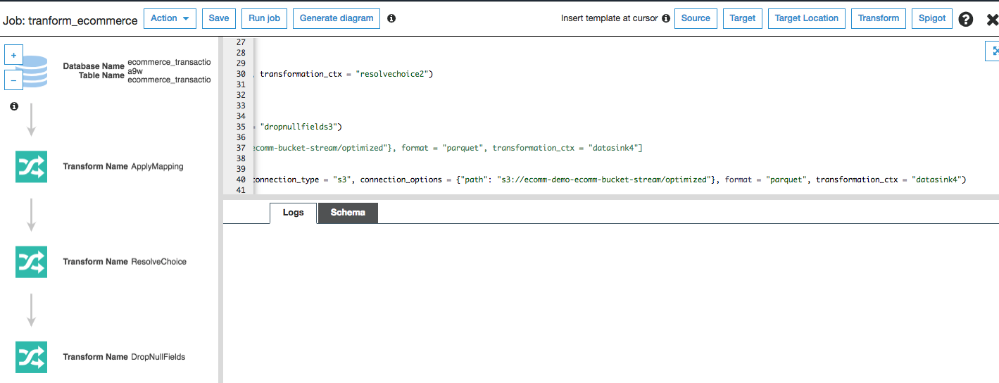 Job: tranform_ecommerce Action Save Run job Generate diagram Insert template at cursor Source Target Target Location Transform Spigot
+
−
Database Name ecommerce_transactio
a9w
Table Name ecommerce_transactio
Transform Name ApplyMapping
Transform Name ResolveChoice
Transform Name DropNullFields
27
28
29
30 , transformation_ctx = "resolvechoice2")
31
32
33
34
35 = "dropnullfields3")
36
37 ecomm-bucket-stream/optimized"}, format = "parquet", transformation_ctx = "datasink4"]
38
39
40 connection_type = "s3", connection_options = {"path": "s3://ecomm-demo-ecomm-bucket-stream/optimized"}, format = "parquet", transformation_ctx = "datasink4")
41
Logs Schema